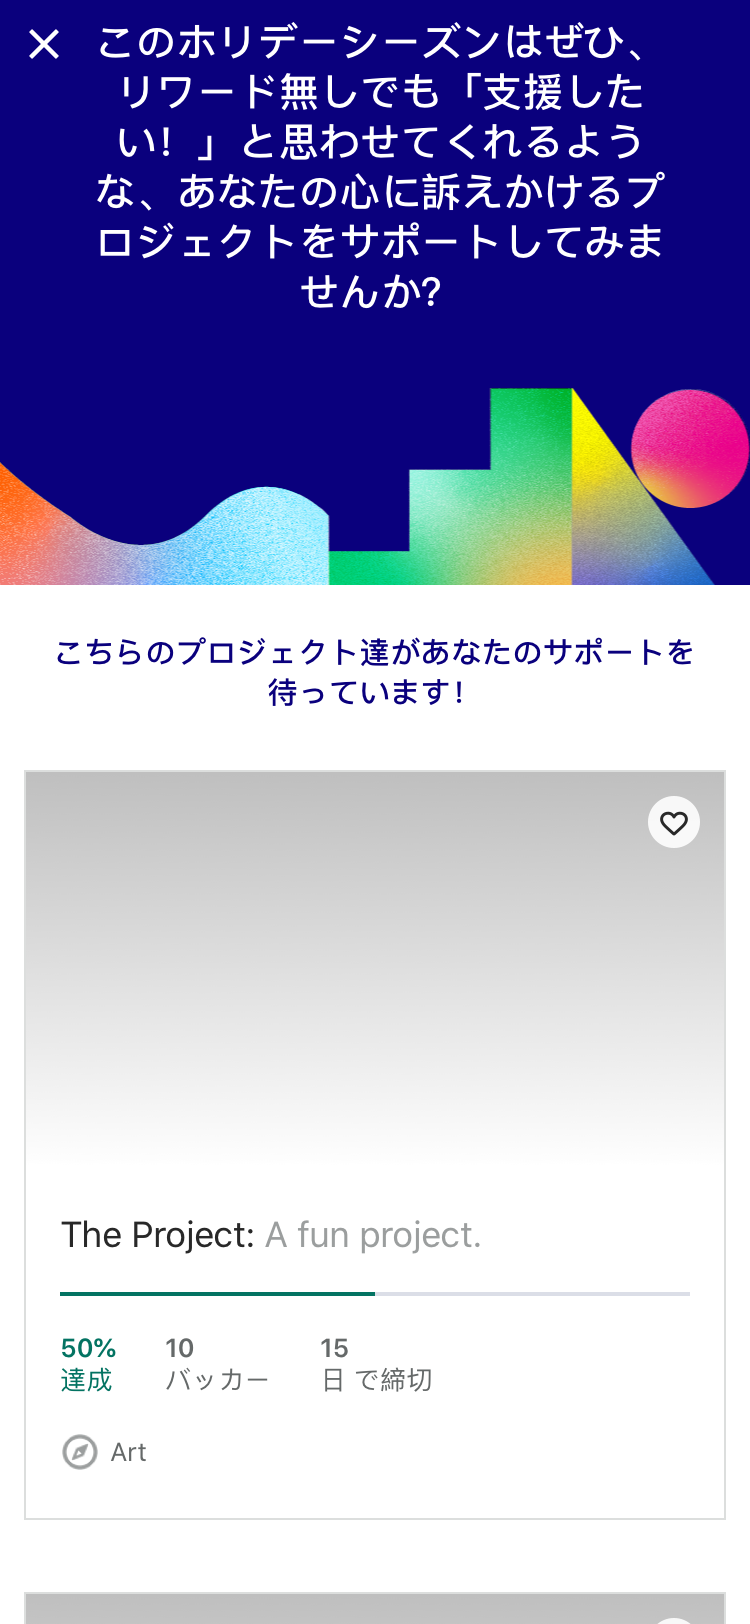 このホリデーシーズンはぜひ、
リワード無しでも「支援した
い！」と思わせてくれるよう
な、あなたの心に訴えかけるプ
ロジェクトをサポートしてみま
せんか?
こちらのプロジェクト達があなたのサポートを
待っています！
The Project: A fun project.
50% 10 15
達成 バッカー 日 で締切
Art